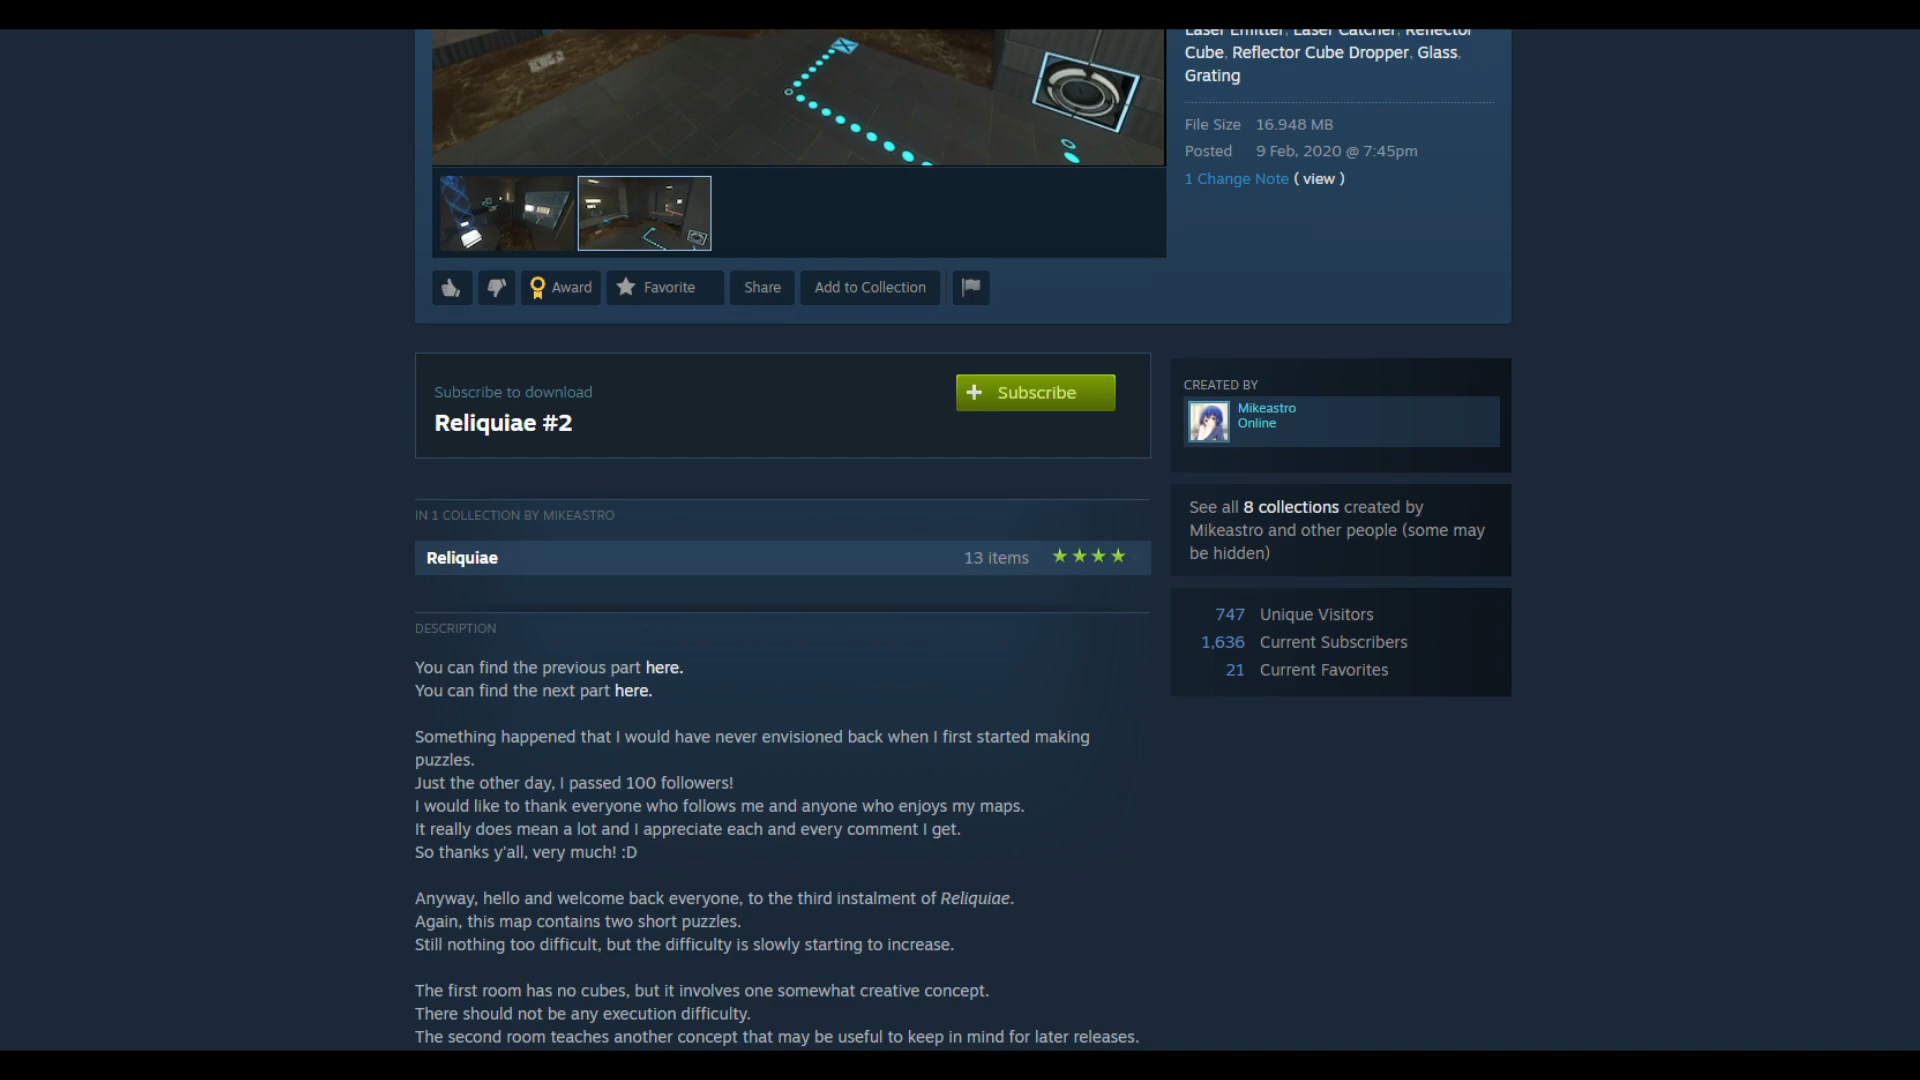 Laser Emitter, Laser Catcher, Reflector
Cube, Reflector Cube Dropper, Glass,
Grating
File Size 16.948 MB
Posted 9 Feb, 2020 @ 7:45pm
1 Change Note ( view )
Award
Favorite
Share
Add to Collection
Subscribe to download
Reliquiae #2
Subscribe
CREATED BY
Mikeastro
Online
See all 8 collections created by
Mikeastro and other people (some may
be hidden)
747 Unique Visitors
1,636 Current Subscribers
21 Current Favorites
IN 1 COLLECTION BY MIKEASTRO
Reliquiae 13 items
DESCRIPTION
You can find the previous part here.
You can find the next part here.
Something happened that I would have never envisioned back when I first started making
puzzles.
Just the other day, I passed 100 followers!
I would like to thank everyone who follows me and anyone who enjoys my maps.
It really does mean a lot and I appreciate each and every comment I get.
So thanks y'all, very much! :D
Anyway, hello and welcome back everyone, to the third instalment of Reliquiae.
Again, this map contains two short puzzles.
Still nothing too difficult, but the difficulty is slowly starting to increase.
The first room has no cubes, but it involves one somewhat creative concept.
There should not be any execution difficulty.
The second room teaches another concept that may be useful to keep in mind for later releases.